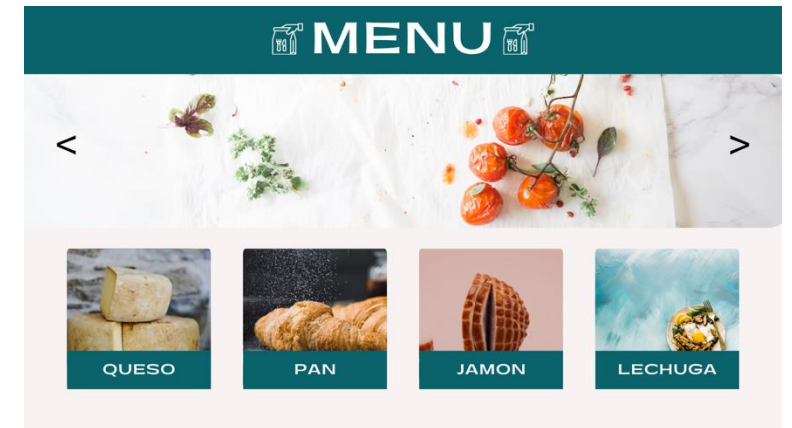 MENU
<
>
QUESO
PAN
JAMON
LECHUGA